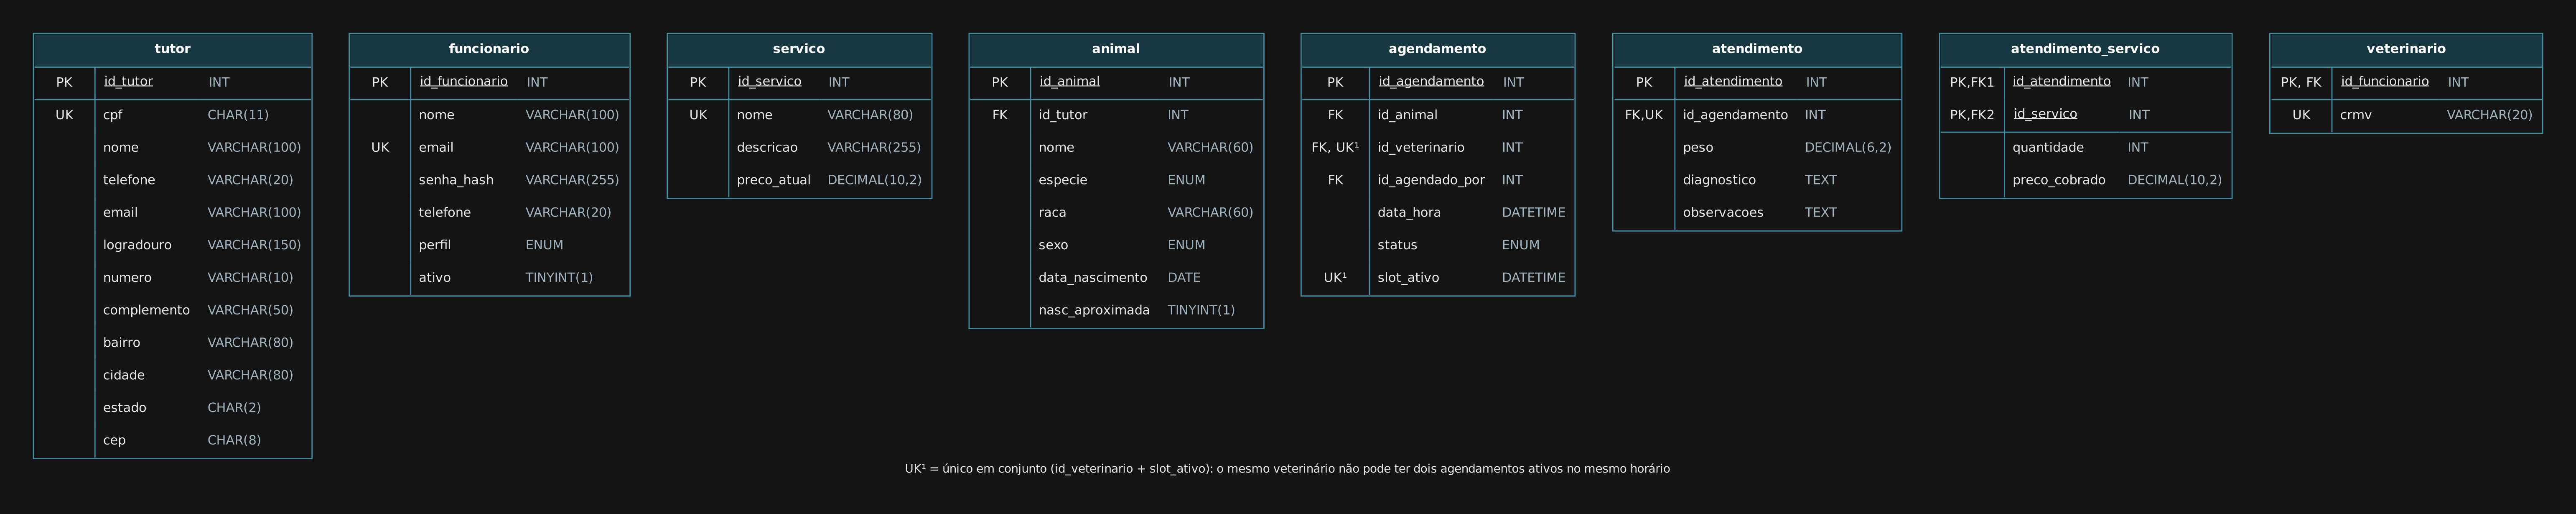 tutor
PK id_tutor INT
UK cpf CHAR(11)
nome VARCHAR(100)
telefone VARCHAR(20)
email VARCHAR(100)
logradouro VARCHAR(150)
numero VARCHAR(10)
complemento VARCHAR(50)
bairro VARCHAR(80)
cidade VARCHAR(80)
estado CHAR(2)
cep CHAR(8)
funcionario
PK id_funcionario INT
nome VARCHAR(100)
UK email VARCHAR(100)
senha_hash VARCHAR(255)
telefone VARCHAR(20)
perfil ENUM
ativo TINYINT(1)
servico
PK id_servico INT
UK nome VARCHAR(80)
descricao VARCHAR(255)
preco_atual DECIMAL(10,2)
animal
PK id_animal INT
FK id_tutor INT
nome VARCHAR(60)
especie ENUM
raca VARCHAR(60)
sexo ENUM
data_nascimento DATE
nasc_aproximada TINYINT(1)
agendamento
PK id_agendamento INT
FK id_animal INT
FK, UK¹ id_veterinario INT
FK id_agendado_por INT
data_hora DATETIME
status ENUM
UK¹ slot_ativo DATETIME
atendimento
PK id_atendimento INT
FK,UK id_agendamento INT
peso DECIMAL(6,2)
diagnostico TEXT
observacoes TEXT
atendimento_servico
PK,FK1 id_atendimento INT
PK,FK2 id_servico INT
quantidade INT
preco_cobrado DECIMAL(10,2)
veterinario
PK, FK id_funcionario INT
UK crmv VARCHAR(20)
UK¹ = único em conjunto (id_veterinario + slot_ativo): o mesmo veterinário não pode ter dois agendamentos ativos no mesmo horário